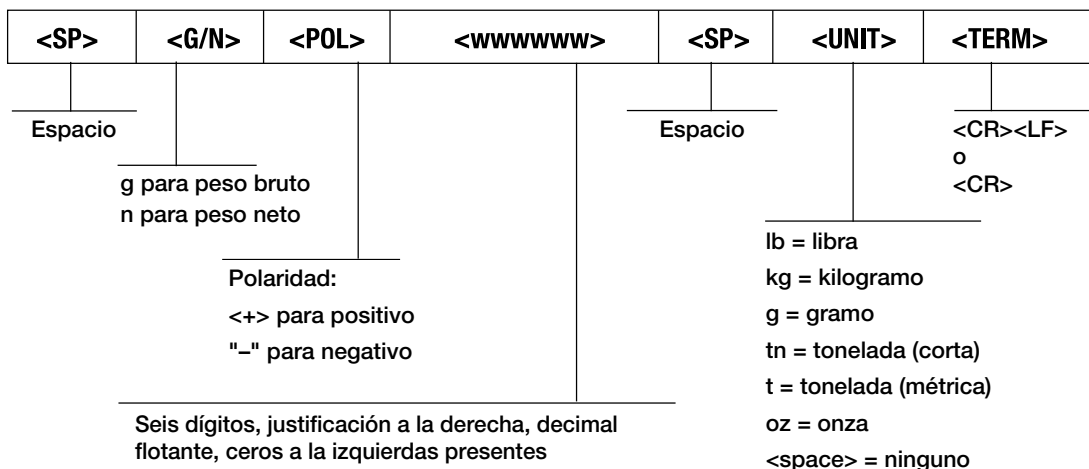 <SP> <G/N> <POL> <wwwwww> <SP> <UNIT> <TERM>
Espacio
g para peso bruto
n para peso neto
Polaridad:
<+> para positivo
"–" para negativo
Seis dígitos, justificación a la derecha, decimal
flotante, ceros a la izquierdas presentes
Espacio
lb = libra
kg = kilogramo
g = gramo
tn = tonelada (corta)
t = tonelada (métrica)
oz = onza
<space> = ninguno
<CR><LF>
o
<CR>